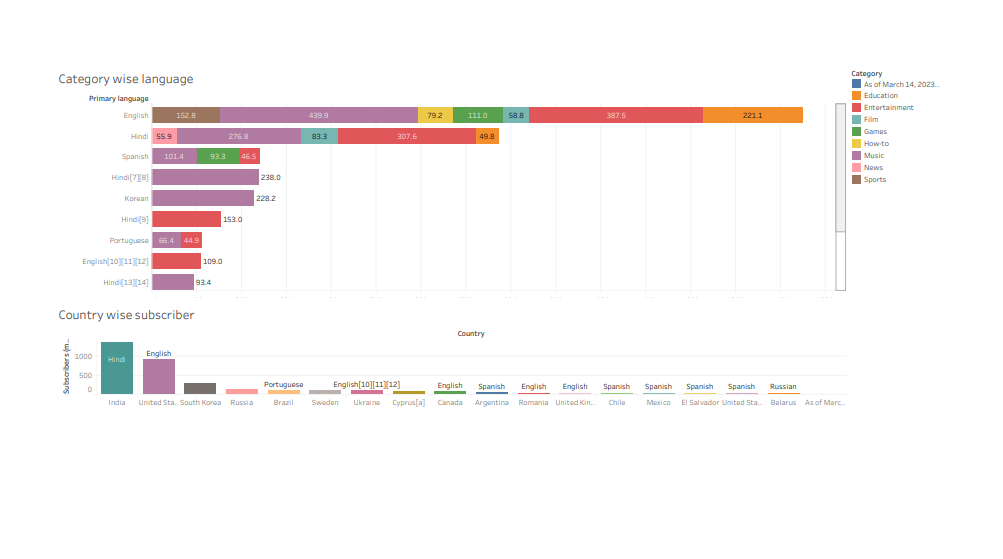 Category wise language
Primary language
English 152.8 439.9 79.2 111.0 58.8 387.5 221.1
Hindi 55.9 276.8 83.3 307.6 49.8
Spanish 101.4 93.3 46.5
Hindi[7][8] 238.0
Korean 228.2
Hindi[9] 153.0
Portuguese 66.4 44.9
English[10][11][12] 109.0
Hindi[13][14] 93.4
Category
As of March 14, 2023..
Education
Entertainment
Film
Games
How-to
Music
News
Sports
Country wise subscriber
Country
Subscribers (m..
1000
500
0
Hindi English Portuguese English[10][11][12] English Spanish English English Spanish Spanish Spanish Spanish Russian
India United Sta.. South Korea Russia Brazil Sweden Ukraine Cyprus[a] Canada Argentina Romania United Kin.. Chile Mexico El Salvador United Sta.. Belarus As of Marc..